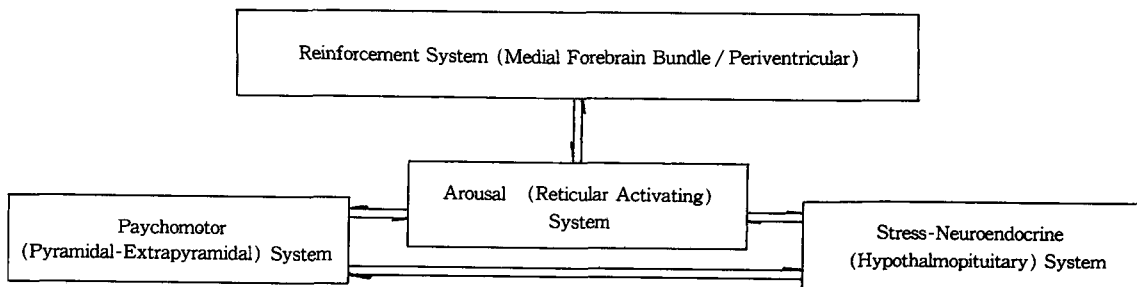 Reinforcement System (Medial Forebrain Bundle / Periventricular)
Arousal (Reticular Activating)
System
Paychomotor
(Pyramidal-Extrapyramidal) System
Stress-Neuroendocrine
(Hypothalmopituitary) System